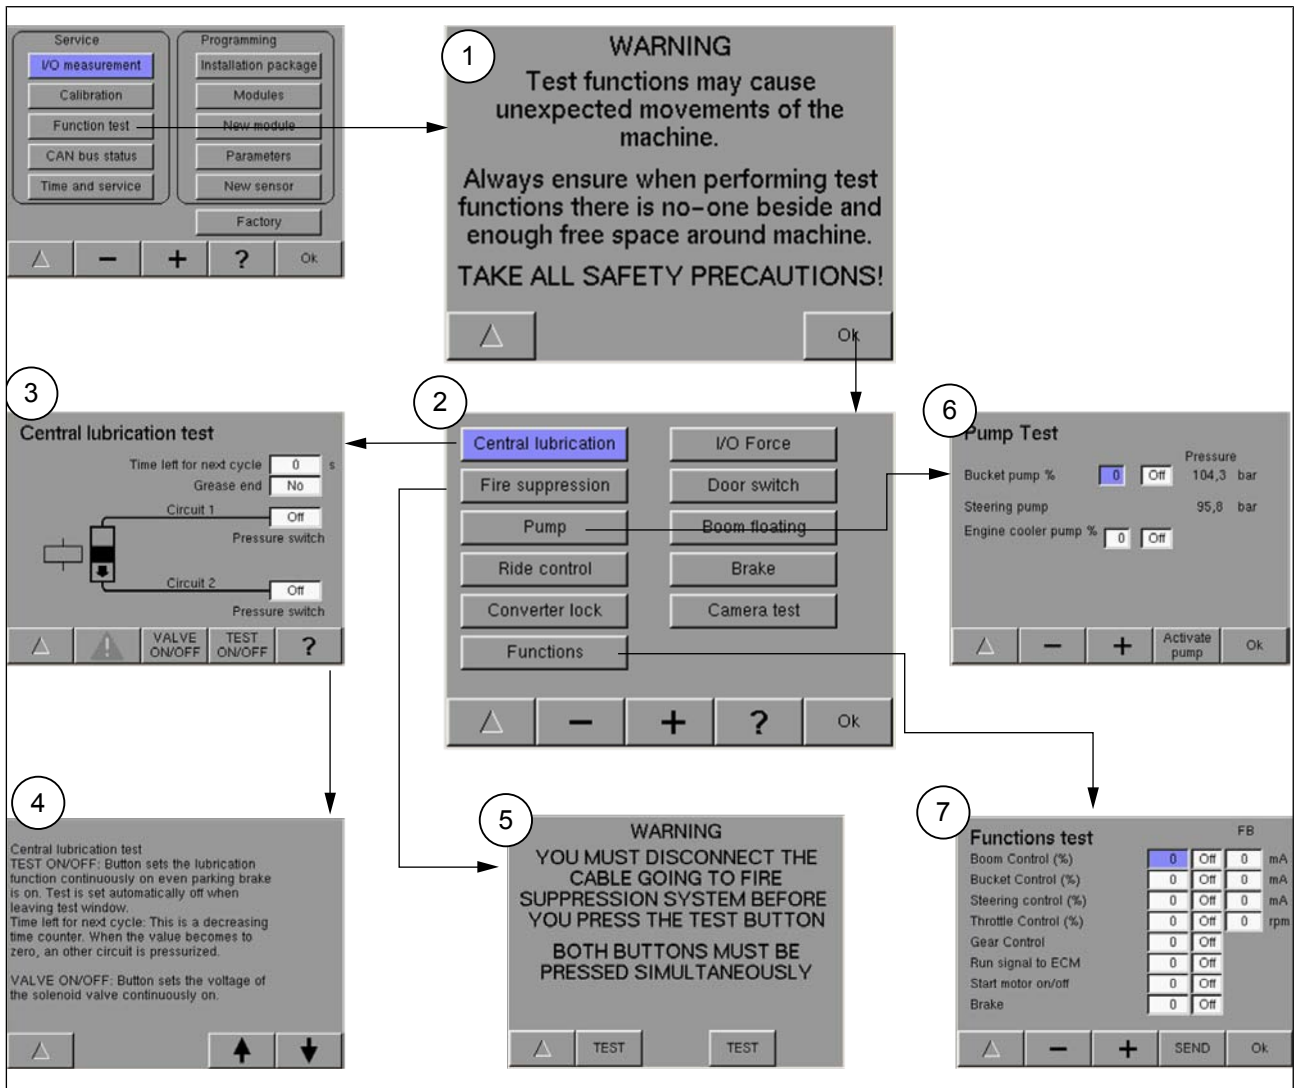 Service
I/O measurement
Calibration
Function test
CAN bus status
Time and service
Programming
Installation package
Modules
New module
Parameters
New sensor
Factory
− + ? Ok
1
WARNING
Test functions may cause
unexpected movements of the
machine.
Always ensure when performing test
functions there is no-one beside and
enough free space around machine.
TAKE ALL SAFETY PRECAUTIONS!
Ok
3
Central lubrication test
Time left for next cycle 0 s
Grease end No
Circuit 1 Off
Pressure switch
Circuit 2 Off
Pressure switch
VALVE
ON/OFF
TEST
ON/OFF
?
2
Central lubrication
Fire suppression
Pump
Ride control
Converter lock
Functions
I/O Force
Door switch
Boom floating
Brake
Camera test
− + ? Ok
6
Pump Test
Pressure
Bucket pump % 0 Off 104,3 bar
Steering pump 95,8 bar
Engine cooler pump % 0 Off
− + Activate
pump
Ok
4
Central lubrication test
TEST ON/OFF: Button sets the lubrication
function continuously on even parking brake
is on. Test is set automatically off when
leaving test window.
Time left for next cycle: This is a decreasing
time counter. When the value becomes to
zero, an other circuit is pressurized.
VALVE ON/OFF: Button sets the voltage of
the solenoid valve continuously on.
5
WARNING
YOU MUST DISCONNECT THE
CABLE GOING TO FIRE
SUPPRESSION SYSTEM BEFORE
YOU PRESS THE TEST BUTTON
BOTH BUTTONS MUST BE
PRESSED SIMULTANEOUSLY
TEST TEST
7
Functions test FB
Boom Control (%) 0 Off 0 mA
Bucket Control (%) 0 Off 0 mA
Steering control (%) 0 Off 0 mA
Throttle Control (%) 0 Off 0 rpm
Gear Control 0 Off
Run signal to ECM 0 Off
Start motor on/off 0 Off
Brake 0 Off
− + SEND Ok